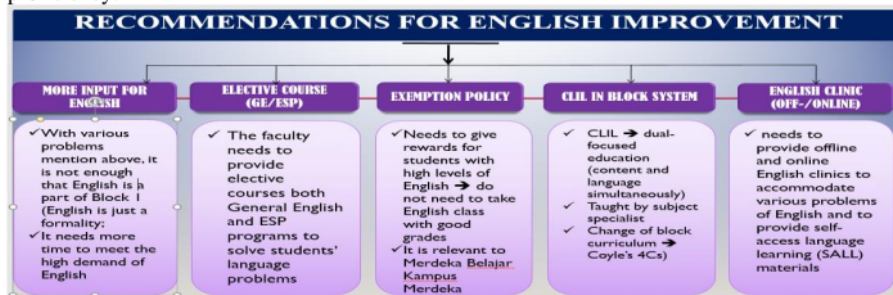 RECOMMENDATIONS FOR ENGLISH IMPROVEMENT
MORE INPUT FOR
ENGLISH
✓With various
problems
mention above, it
is not enough
that English is a
part of Block 1
(English is just a
formality;
✓It needs more
time to meet the
high demand of
English
ELECTIVE COURSE
(GE/ESP)
✓ The faculty
needs to
provide
elective
courses both
General English
and ESP
programs to
solve students'
language
problems
EXEMPTION POLICY
✓Needs to give
rewards for
students with
high levels of
English ➔ do
not need to take
English class
with good
grades
✓It is relevant to
Merdeka Belajar
Kampus
Merdeka
CLIL IN BLOCK SYSTEM
✓ CLIL ➔ dual-
focused
education
(content and
language
simultaneously)
✓ Taught by subject
specialist
✓ Change of block
curriculum ➔
Coyle's 4Cs)
ENGLISH CLINIC
(OFF-/ONLINE)
✓ needs to
provide offline
and online
English clinics to
accommodate
various problems
of English and to
provide self-
access language
learning (SALL)
materials